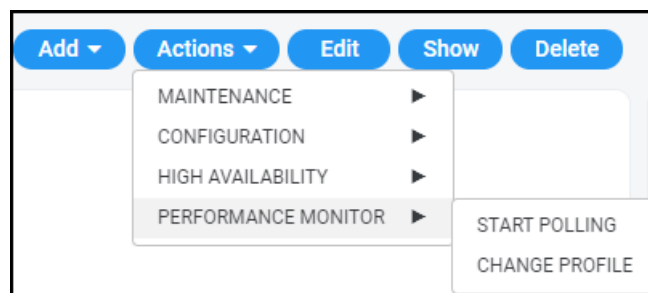 Add Actions Edit Show Delete
MAINTENANCE
CONFIGURATION
HIGH AVAILABILITY
PERFORMANCE MONITOR
START POLLING
CHANGE PROFILE